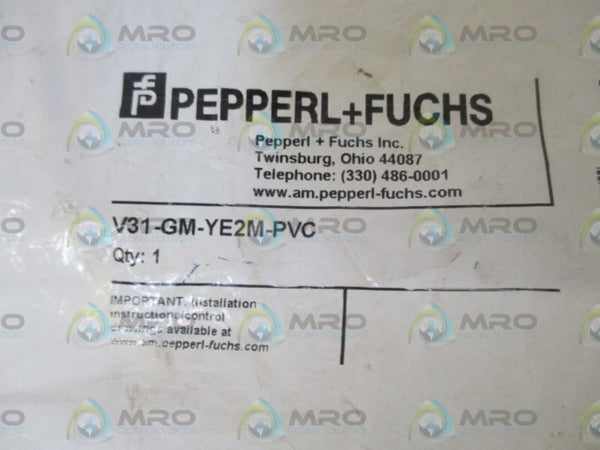 PEPPERL+FUCHS
Pepperl + Fuchs Inc.
Twinsburg, Ohio 44087
Telephone: (330) 486-0001
www.am.pepperl-fuchs.com
V31-GM-YE2M-PVC
Qty: 1
IMPORTANT: Installation
instructions/control
drawings available at
www.am.pepperl-fuchs.com
MRO